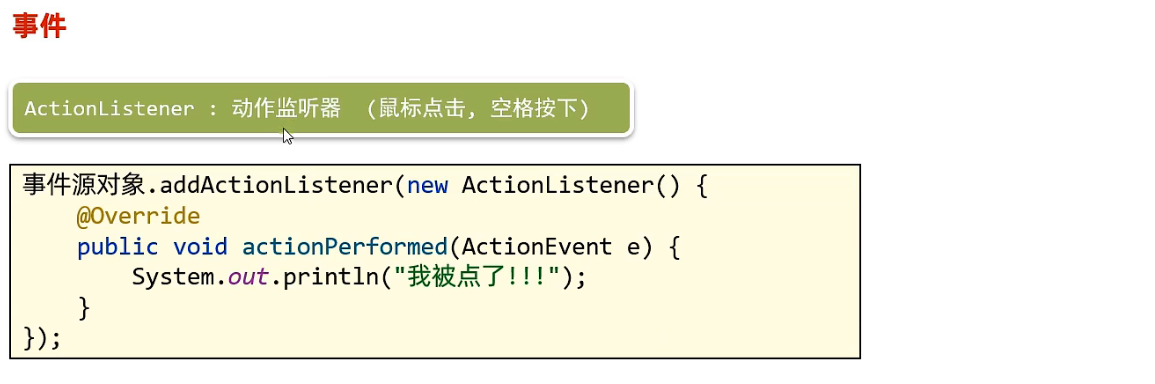 事件
ActionListener : 动作监听器 (鼠标点击, 空格按下)
事件源对象.addActionListener(new ActionListener() {
    @Override
    public void actionPerformed(ActionEvent e) {
        System.out.println("我被点了!!!");
    }
});